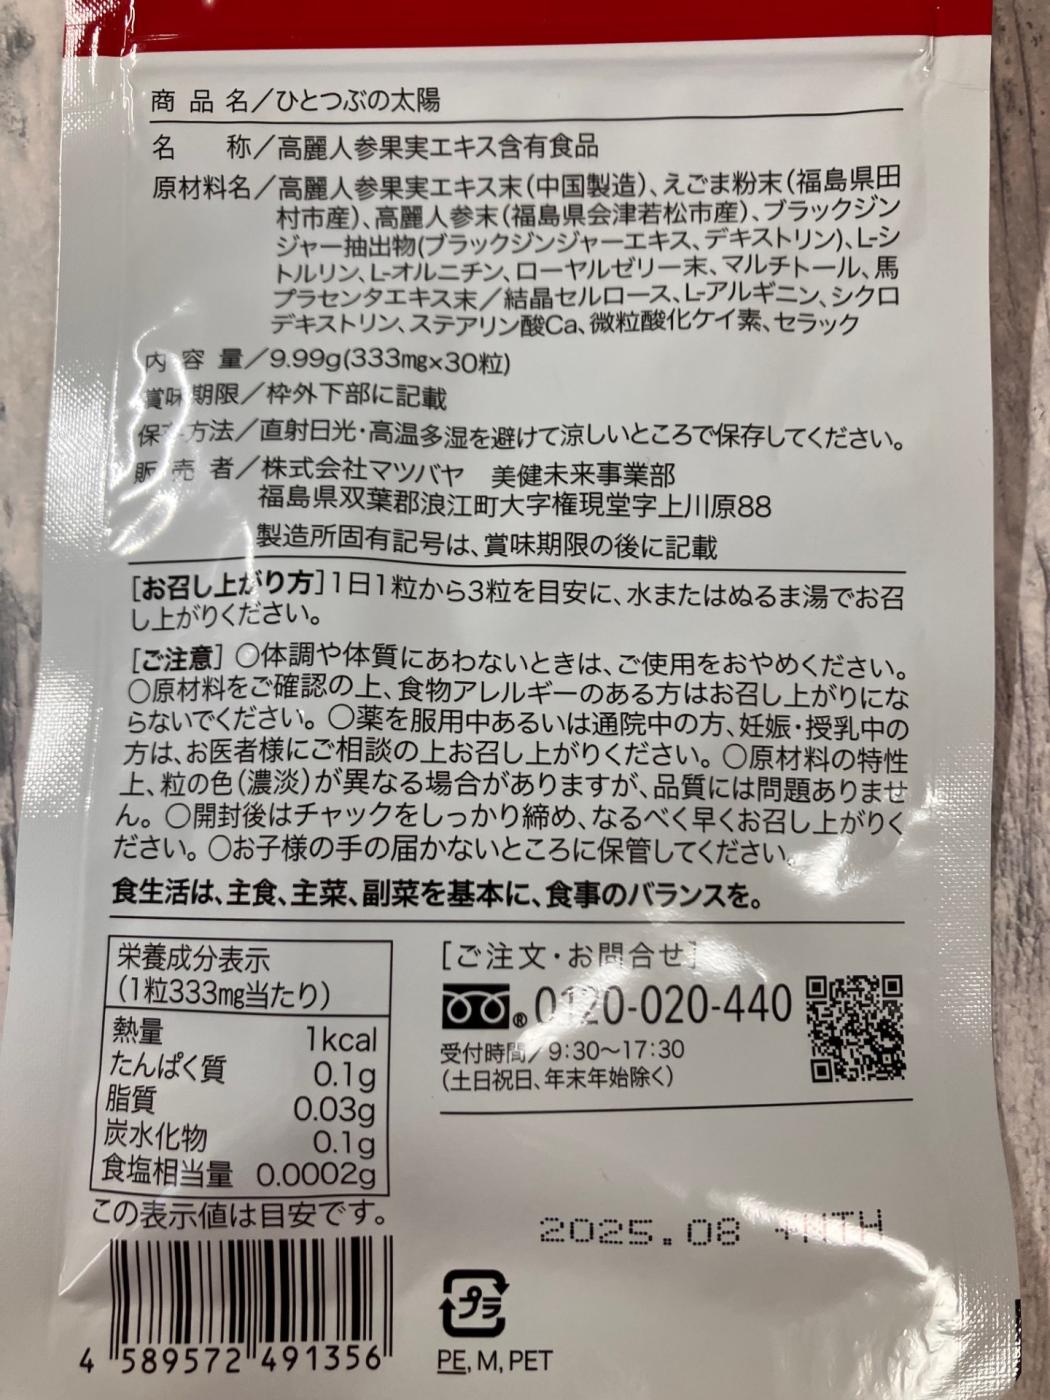 商品名／ひとつぶの太陽
名　称／高麗人参果実エキス含有食品
原材料名／高麗人参果実エキス末(中国製造)、えごま粉末(福島県田
村市産)、高麗人参末(福島県会津若松市産)、ブラックジン
ジャー抽出物(ブラックジンジャーエキス、デキストリン)、L-シ
トルリン、L-オルニチン、ローヤルゼリー末、マルチトール、馬
プラセンタエキス末／結晶セルロース、L-アルギニン、シクロ
デキストリン、ステアリン酸Ca、微粒酸化ケイ素、セラック
内容量／9.99g(333mg×30粒)
賞味期限／枠外下部に記載
保存方法／直射日光・高温多湿を避けて涼しいところで保存してください。
販売者／株式会社マツバヤ　美健未来事業部
福島県双葉郡浪江町大字権現堂字上川原88
製造所固有記号は、賞味期限の後に記載
[お召し上がり方]1日1粒から3粒を目安に、水またはぬるま湯でお召
し上がりください。
[ご注意]○体調や体質にあわないときは、ご使用をおやめください。
○原材料をご確認の上、食物アレルギーのある方はお召し上がりにな
らないでください。○薬を服用中あるいは通院中の方、妊娠・授乳中の
方は、お医者様にご相談の上お召し上がりください。○原材料の特性
上、粒の色(濃淡)が異なる場合がありますが、品質には問題ありませ
ん。○開封後はチャックをしっかり締め、なるべく早くお召し上がりく
ださい。○お子様の手の届かないところに保管してください。
食生活は、主食、主菜、副菜を基本に、食事のバランスを。
栄養成分表示
(1粒333mg当たり)
熱量 1kcal
たんぱく質 0.1g
脂質 0.03g
炭水化物 0.1g
食塩相当量 0.0002g
この表示値は目安です。
[ご注文・お問合せ]
® 0120-020-440
受付時間／9:30〜17:30
(土日祝日、年末年始除く)
2025.08
プラ
PE, M, PET
4 589572 491356